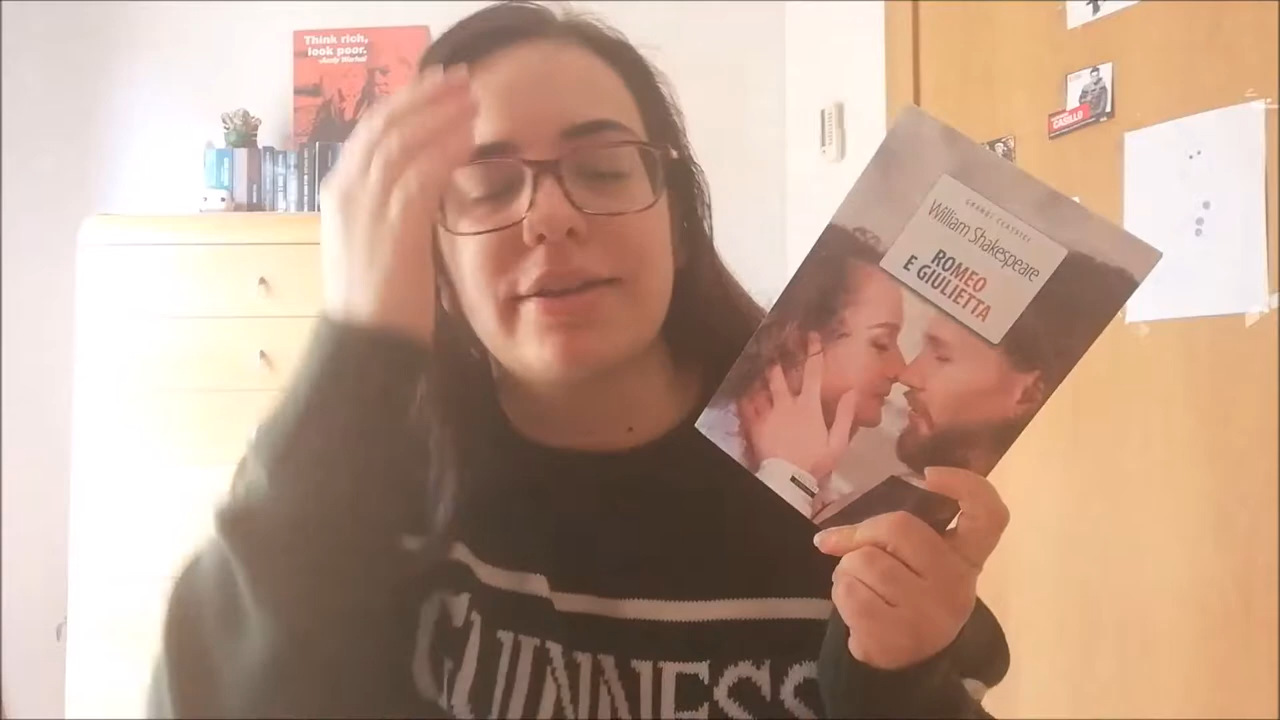 Think rich,
look poor.
-Andy Warhol
CASILLO
GRANDI CLASSICI
William Shakespeare
ROMEO
E GIULIETTA
GUINNESS